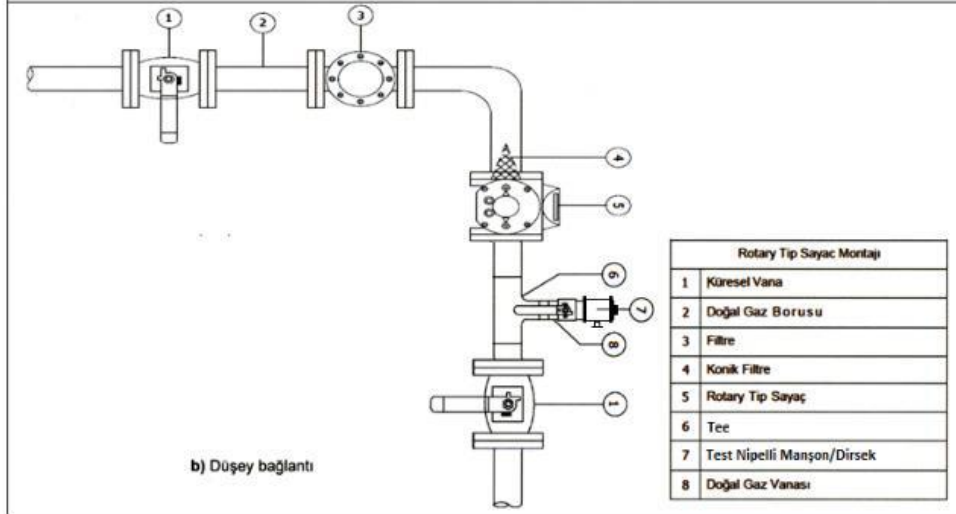 1
2
3
4
5
6
7
8
1
b) Düşey bağlantı
Rotary Tip Sayac Montajı
1 Küresel Vana
2 Doğal Gaz Borusu
3 Filtre
4 Konik Filtre
5 Rotary Tip Sayaç
6 Tee
7 Test Nipelli Manşon/Dirsek
8 Doğal Gaz Vanası